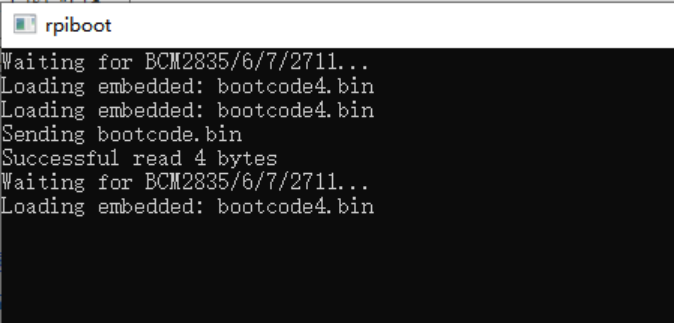 rpiboot
Waiting for BCM2835/6/7/2711...
Loading embedded: bootcode4.bin
Loading embedded: bootcode4.bin
Sending bootcode.bin
Successful read 4 bytes
Waiting for BCM2835/6/7/2711...
Loading embedded: bootcode4.bin